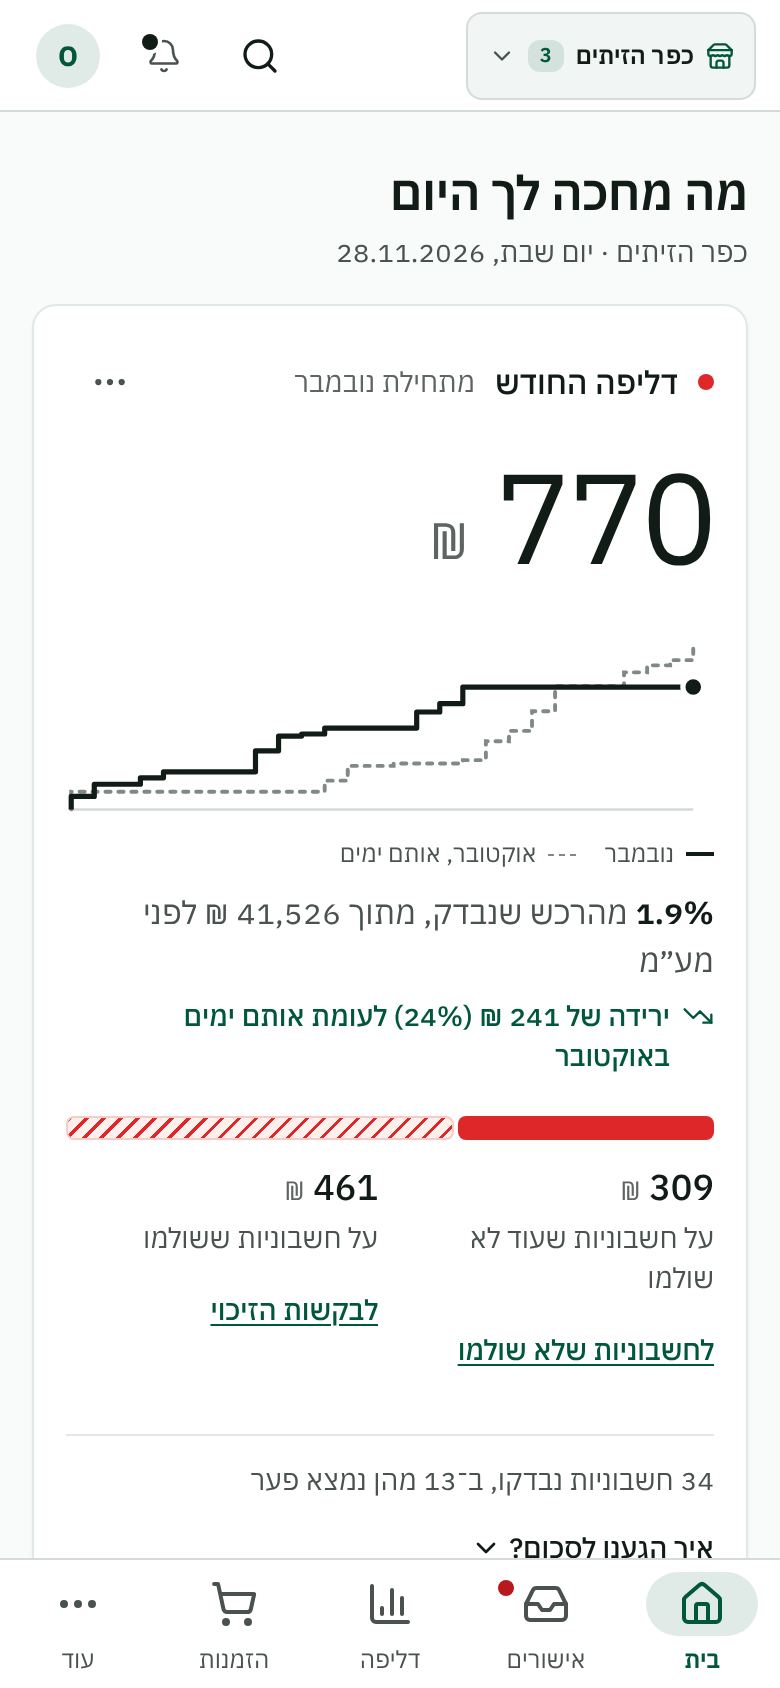 כפר הזיתים 3
O
מה מחכה לך היום
כפר הזיתים · יום שבת, 28.11.2026
דליפה החודש מתחילת נובמבר
770 ₪
נובמבר אוקטובר, אותם ימים
1.9% מהרכש שנבדק, מתוך 41,526 ₪ לפני
מע״מ
ירידה של 241 ₪ (24%) לעומת אותם ימים
באוקטובר
309 ₪
על חשבוניות שעוד לא
שולמו
לחשבוניות שלא שולמו
461 ₪
על חשבוניות ששולמו
לבקשות הזיכוי
34 חשבוניות נבדקו, ב־13 מהן נמצא פער
איך הגענו לסכום?
בית
אישורים
דליפה
הזמנות
עוד